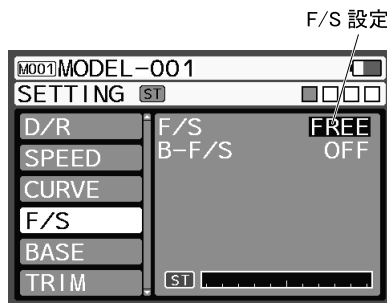 F/S 設定
M001 MODEL-001
SETTING ST
D/R
SPEED
CURVE
F/S
BASE
TRIM
F/S FREE
B-F/S OFF
ST